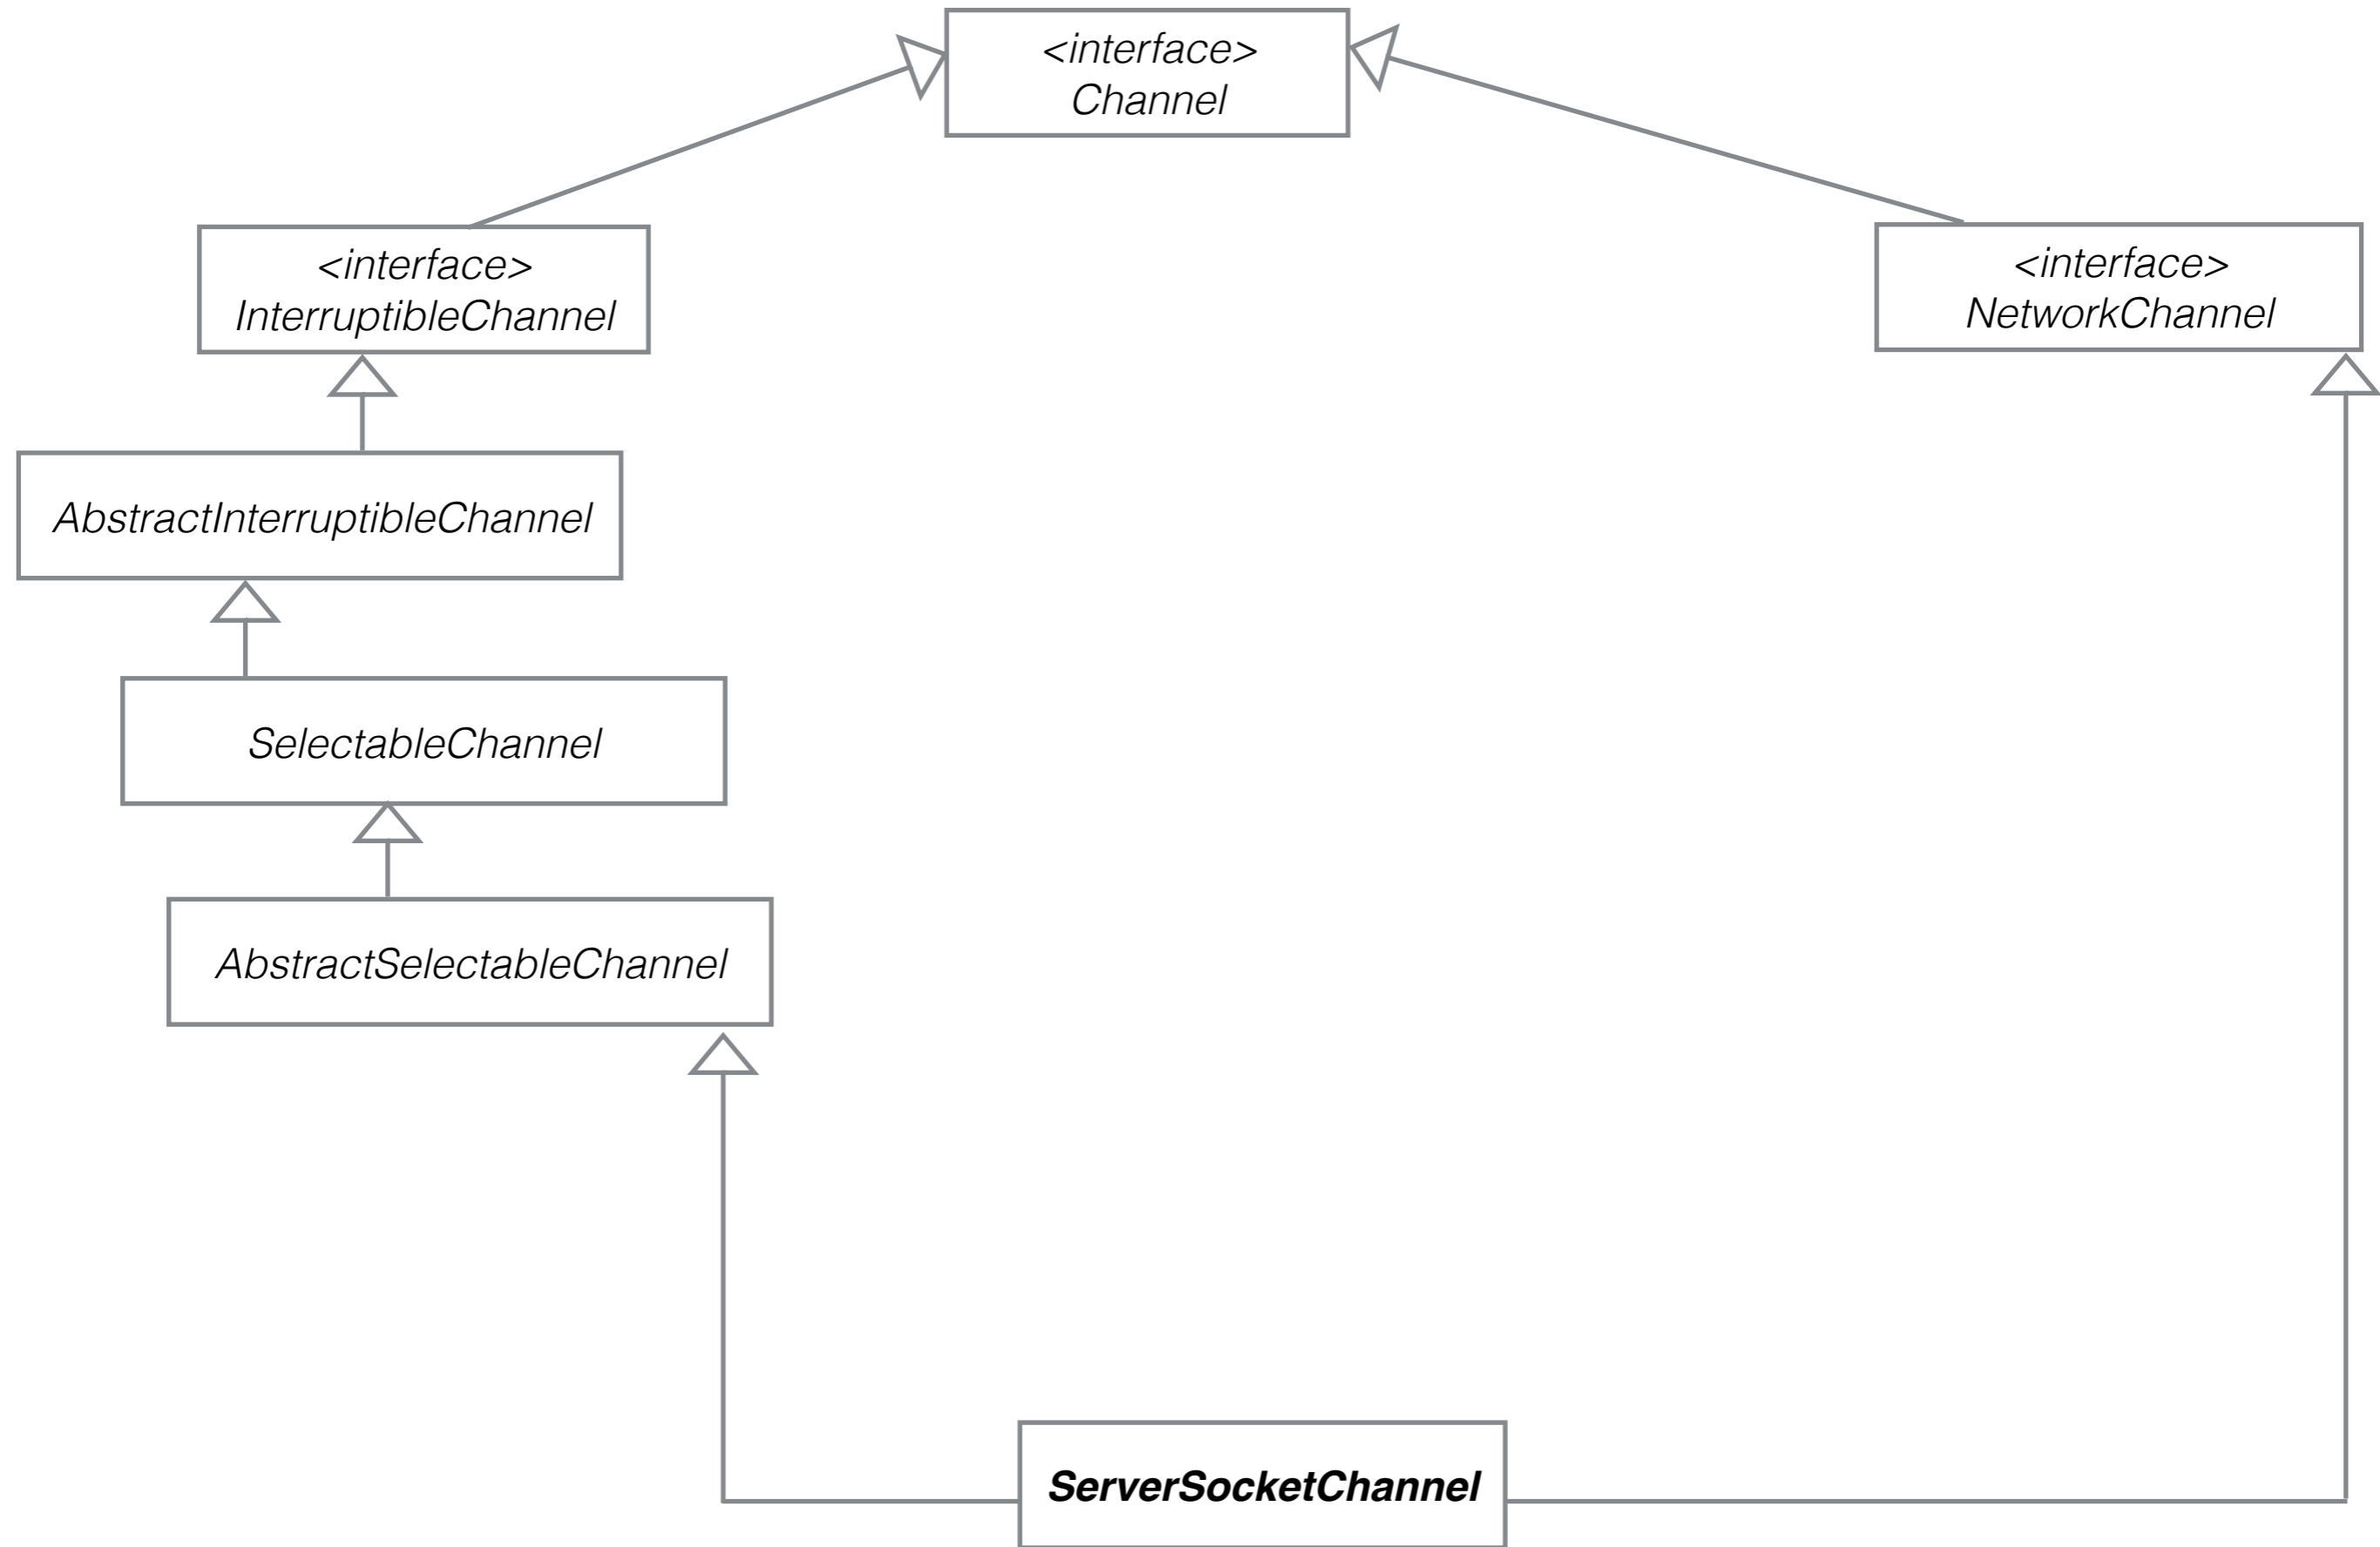 <interface>
Channel
<interface>
InterruptibleChannel
<interface>
NetworkChannel
AbstractInterruptibleChannel
SelectableChannel
AbstractSelectableChannel
ServerSocketChannel